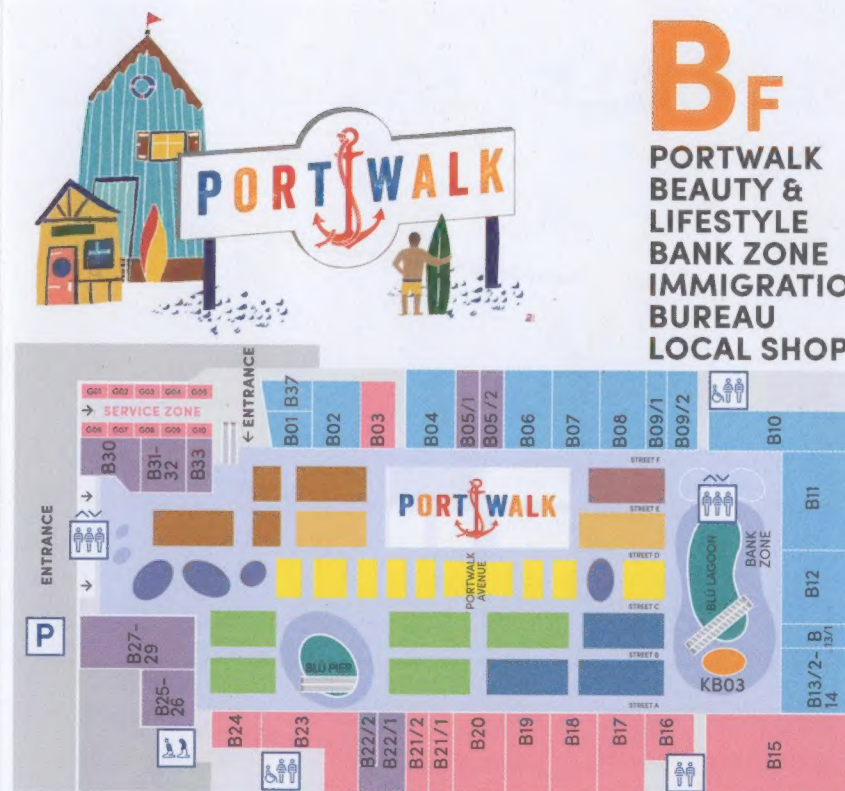 PORTWALK
BF
PORTWALK
BEAUTY &
LIFESTYLE
BANK ZONE
IMMIGRATIO
BUREAU
LOCAL SHOP
ENTRANCE
G01 G02 G03 G04 G05
SERVICE ZONE
G06 G07 G08 G09 G10
B30
B31-
32
B33
B01
B37
B02
B03
B04
B05/1
B05/2
B06
B07
B08
B09/1
B09/2
B10
STREET F
PORTWALK
STREET E
B11
ENTRANCE
STREET D
BLÚ LAGOON
BANK
ZONE
PORTWALK
AVENUE
B12
STREET C
P
B27-
29
BLÚ PIER
STREET B
B
13/1
B25-
26
KB03
B13/2-
14
STREET A
B24
B23
B22/2
B22/1
B21/2
B21/1
B20
B19
B18
B17
B16
B15